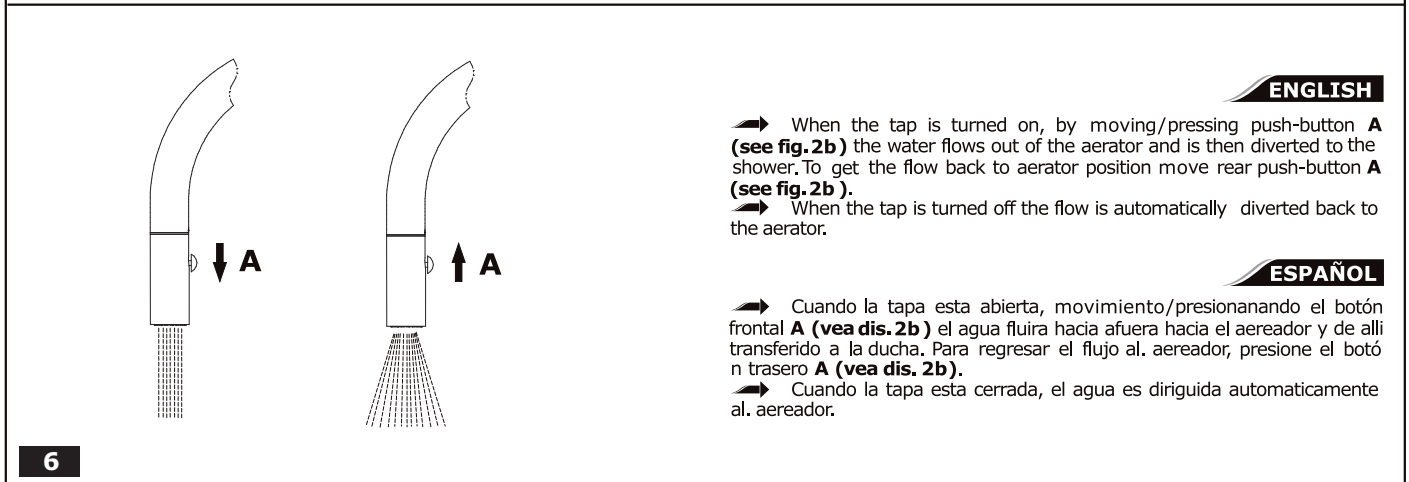 A
A
ENGLISH
When the tap is turned on, by moving/pressing push-button A
(see fig.2b) the water flows out of the aerator and is then diverted to the
shower. To get the flow back to aerator position move rear push-button A
(see fig.2b ).
When the tap is turned off the flow is automatically diverted back to
the aerator.
ESPAÑOL
Cuando la tapa esta abierta, movimiento/presionanando el botón
frontal A (vea dis. 2b ) el agua fluira hacia afuera hacia el aereador y de alli
transferido a la ducha. Para regresar el flujo al. aereador, presione el botó
n trasero A (vea dis. 2b).
Cuando la tapa esta cerrada, el agua es diriguida automaticamente
al. aereador.
6